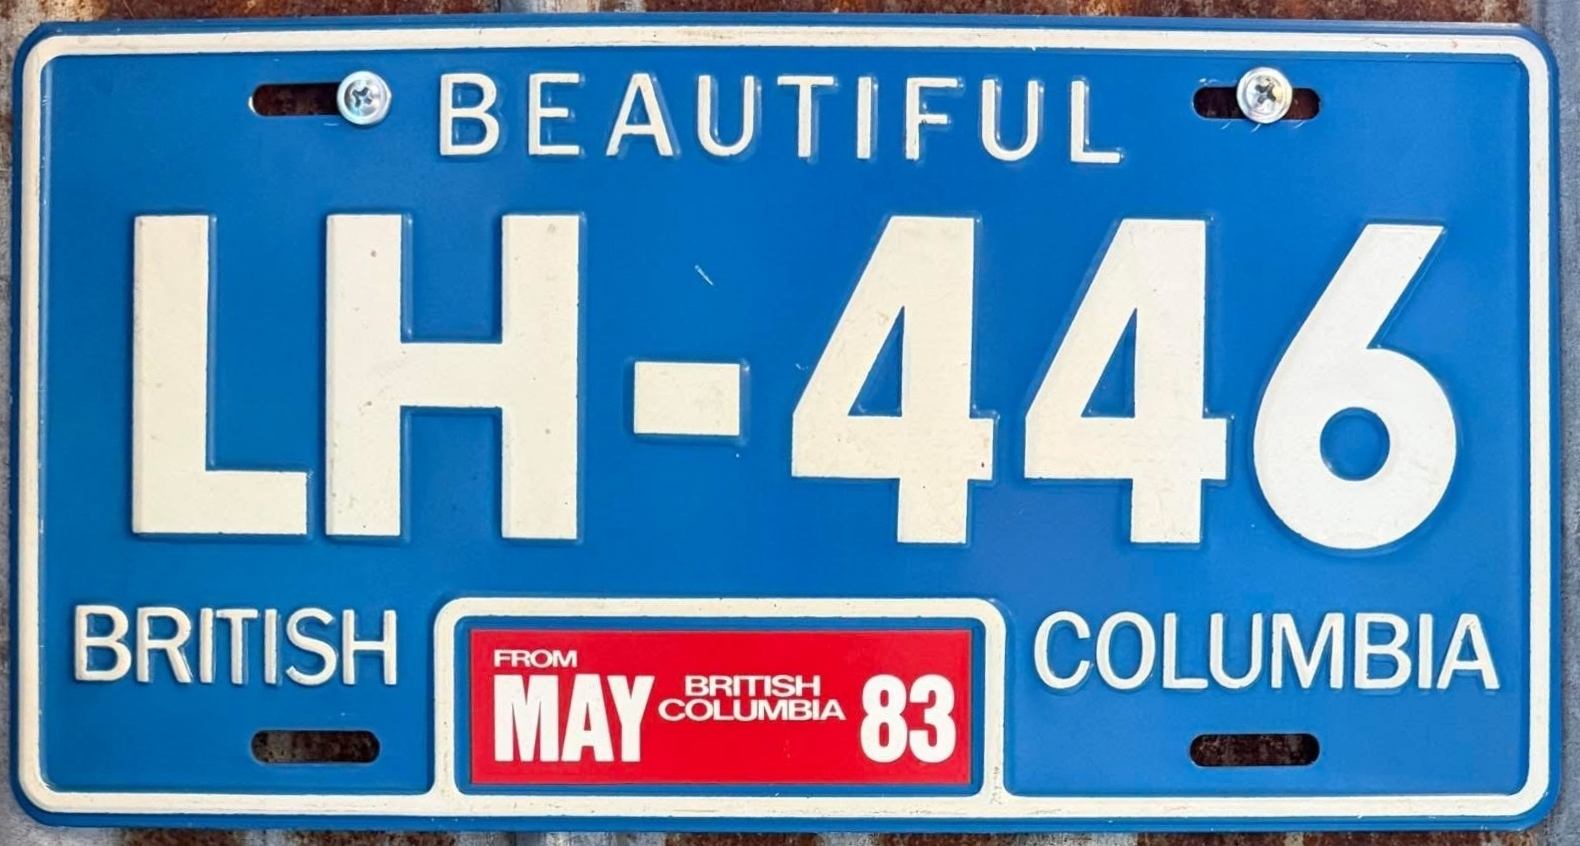 BEAUTIFUL
LH-446
BRITISH COLUMBIA
FROM
MAY BRITISH COLUMBIA 83